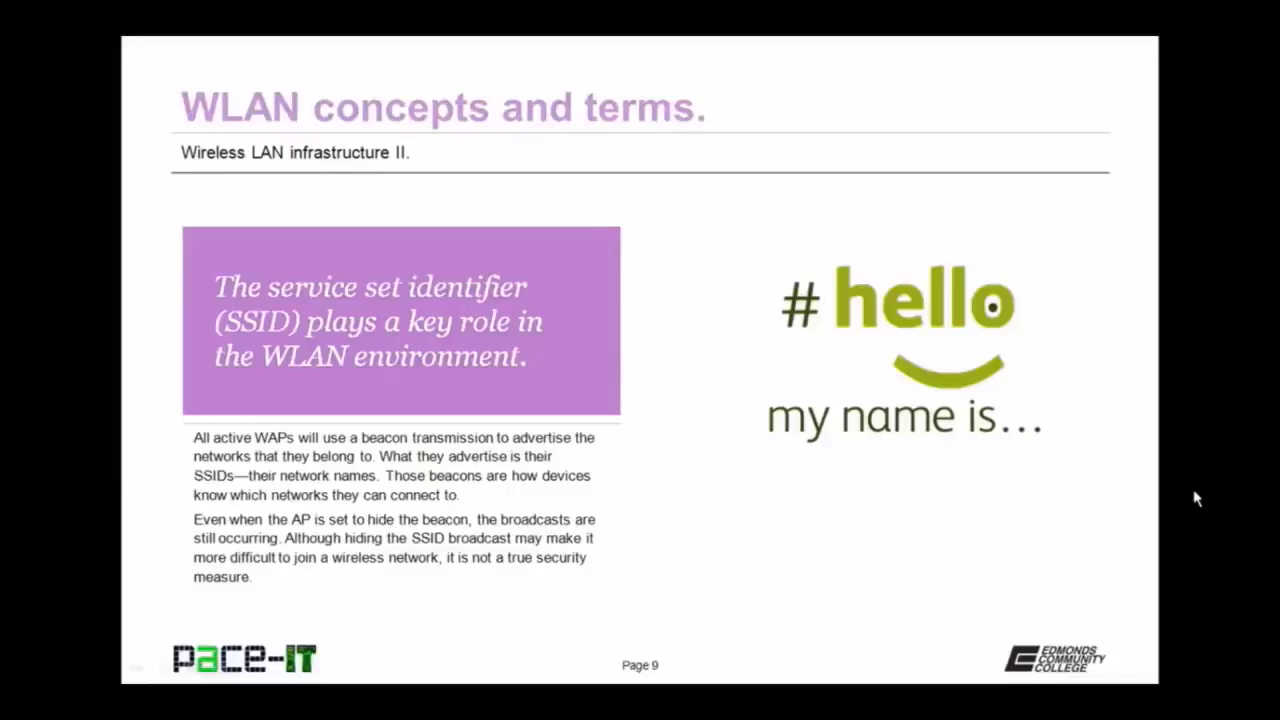 WLAN concepts and terms.
Wireless LAN infrastructure II.
The service set identifier
(SSID) plays a key role in
the WLAN environment.
All active WAPs will use a beacon transmission to advertise the
networks that they belong to. What they advertise is their
SSIDs—their network names. Those beacons are how devices
know which networks they can connect to.
Even when the AP is set to hide the beacon, the broadcasts are
still occurring. Although hiding the SSID broadcast may make it
more difficult to join a wireless network, it is not a true security
measure.
#hello
my name is...
pace-IT
Page 9
EDMONDS
COMMUNITY
COLLEGE